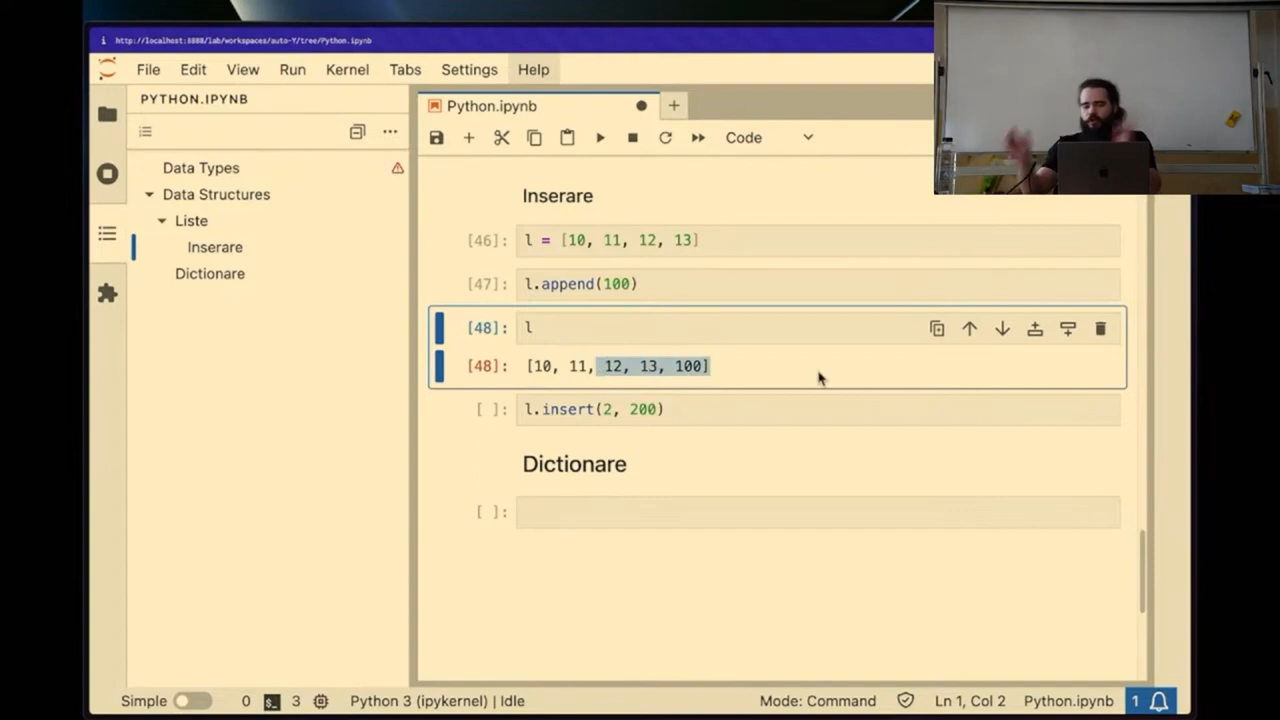 http://localhost:8888/lab/workspaces/auto-Y/tree/Python.ipynb
File Edit View Run Kernel Tabs Settings Help
PYTHON.IPYNB
Data Types
Data Structures
Liste
Inserare
Dictionare
Python.ipynb
Code
Inserare
[46]: l = [10, 11, 12, 13]
[47]: l.append(100)
[48]: l
[48]: [10, 11, 12, 13, 100]
[ ]: l.insert(2, 200)
Dictionare
[ ]:
Simple 0 3 Python 3 (ipykernel) | Idle Mode: Command Ln 1, Col 2 Python.ipynb 1